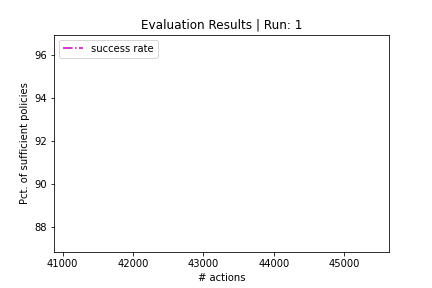 Evaluation Results | Run: 1
success rate
Pct. of sufficient policies
96
94
92
90
88
41000 42000 43000 44000 45000
# actions